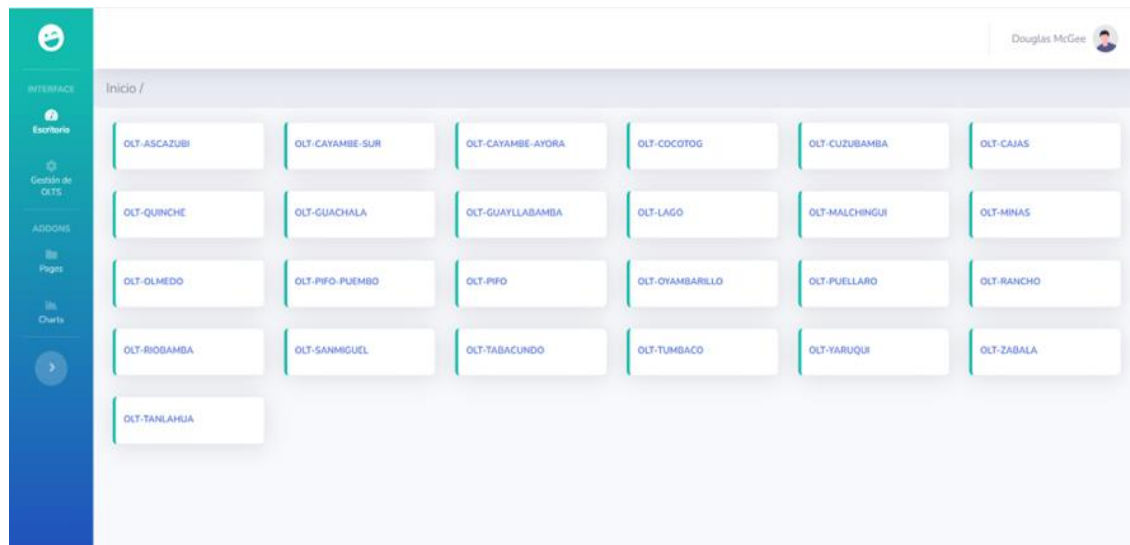 Douglas McGee
INTERFACE
Escritorio
Gestión de
OLTS
ADDONS
Pages
Charts
Inicio /
OLT-ASCAZUBI
OLT-CAYAMBE-SUR
OLT-CAYAMBE-AYORA
OLT-COCOTOG
OLT-CUZUBAMBA
OLT-CAJAS
OLT-QUINCHE
OLT-GUACHALA
OLT-GUAYLLABAMBA
OLT-LAGO
OLT-MALCHINGUI
OLT-MINAS
OLT-OLMEDO
OLT-PIFO-PUEMBO
OLT-PIFO
OLT-OYAMBARILLO
OLT-PUELLARO
OLT-RANCHO
OLT-RIOBAMBA
OLT-SANMIGUEL
OLT-TABACUNDO
OLT-TUMBACO
OLT-YARUQUI
OLT-ZABALA
OLT-TANLAHUA